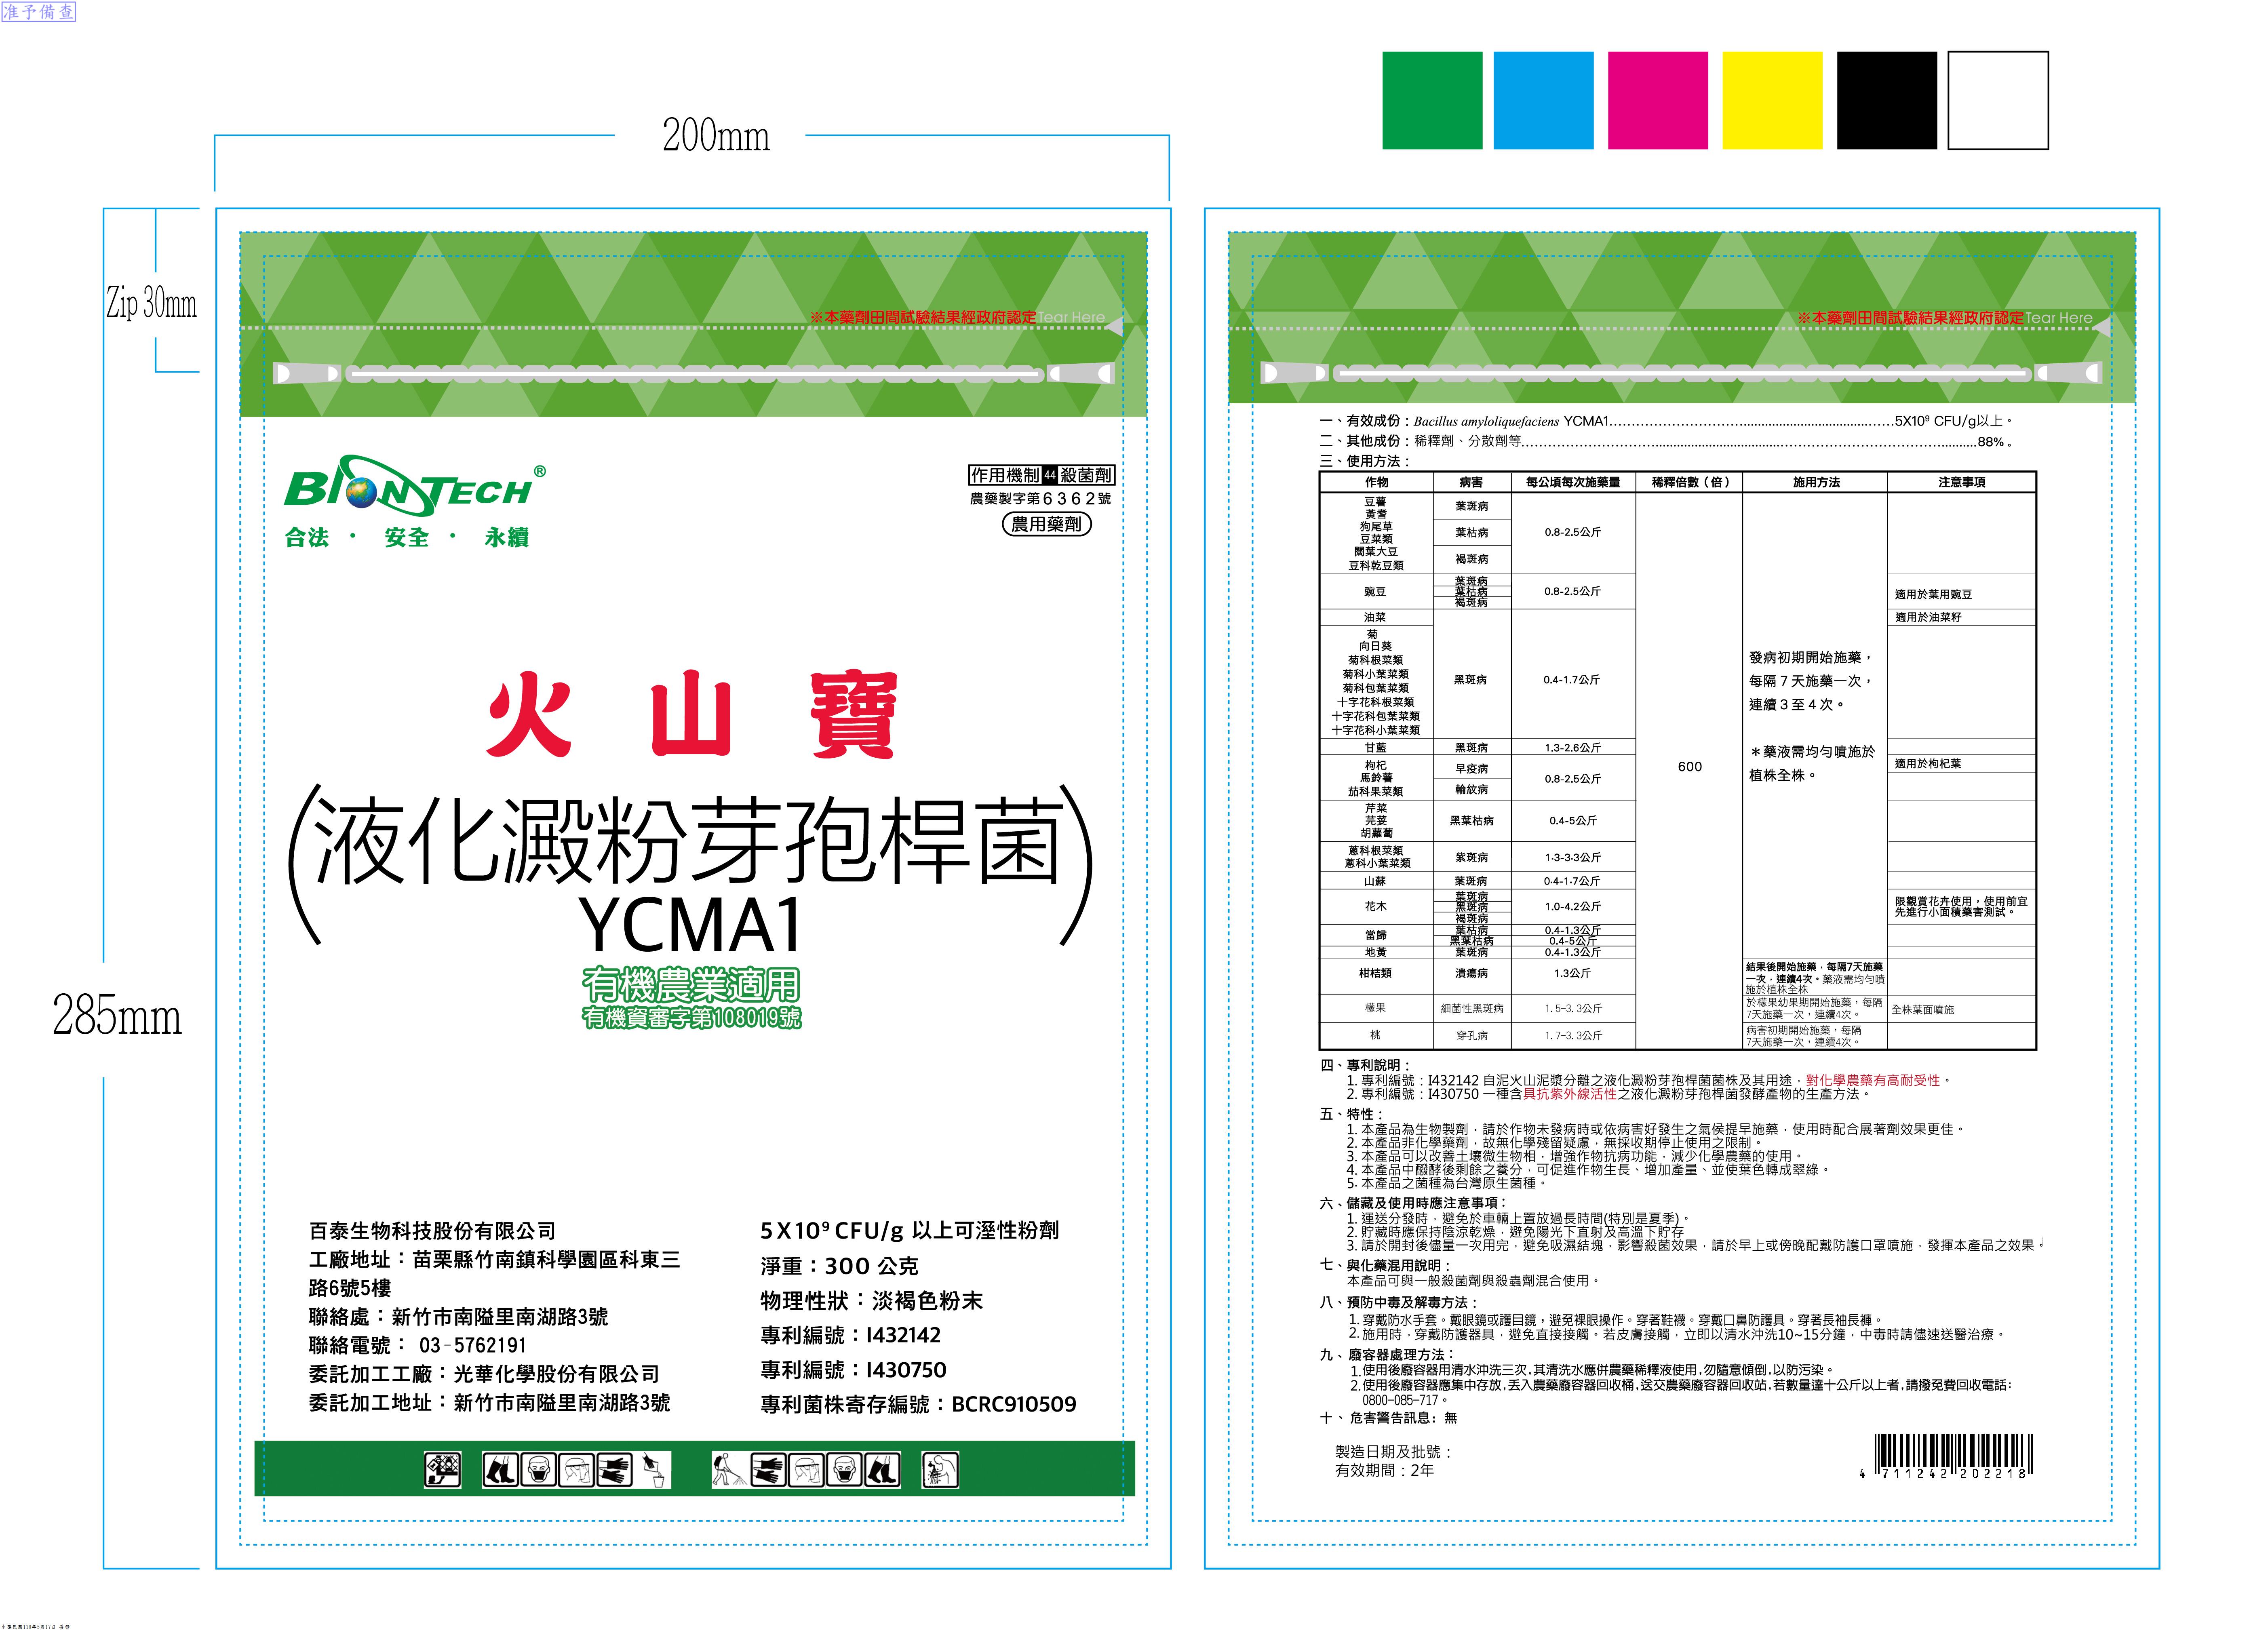 准予備查
200mm
Zip 30mm
285mm
※本藥劑田間試驗結果經政府認定Tear Here
BIONTECH®
合法 · 安全 · 永續
作用機制44殺菌劑
農藥製字第6362號
農用藥劑
火山寶
(液化澱粉芽孢桿菌
YCMA1)
有機農業適用
有機資審字第108019號
百泰生物科技股份有限公司
工廠地址：苗栗縣竹南鎮科學園區科東三
路6號5樓
聯絡處：新竹市南隘里南湖路3號
聯絡電號： 03-5762191
委託加工工廠：光華化學股份有限公司
委託加工地址：新竹市南隘里南湖路3號
5X10⁹ CFU/g 以上可溼性粉劑
淨重：300 公克
物理性狀：淡褐色粉末
專利編號：I432142
專利編號：I430750
專利菌株寄存編號：BCRC910509
※本藥劑田間試驗結果經政府認定Tear Here
一、有效成份：Bacillus amyloliquefaciens YCMA1........5X10⁹ CFU/g以上。
二、其他成份：稀釋劑、分散劑等........88%。
三、使用方法：
作物 病害 每公頃每次施藥量 稀釋倍數（倍） 施用方法 注意事項
豆薯
黃耆
狗尾草
豆菜類
闊葉大豆
豆科乾豆類
葉斑病
葉枯病
褐斑病
0.8-2.5公斤
豌豆
葉斑病
葉枯病
褐斑病
0.8-2.5公斤
適用於葉用豌豆
油菜
適用於油菜籽
菊
向日葵
菊科根菜類
菊科小葉菜類
菊科包葉菜類
十字花科根菜類
十字花科包葉菜類
十字花科小葉菜類
黑斑病
0.4-1.7公斤
600
發病初期開始施藥，
每隔7天施藥一次，
連續3至4次。
＊藥液需均勻噴施於
植株全株。
甘藍 黑斑病 1.3-2.6公斤
枸杞
馬鈴薯
茄科果菜類
早疫病
輪紋病
0.8-2.5公斤
適用於枸杞葉
芹菜
芫荽
胡蘿蔔
黑葉枯病
0.4-5公斤
蔥科根菜類
蔥科小葉菜類
紫斑病
1.3-3.3公斤
山蘇 葉斑病 0.4-1.7公斤
花木
葉斑病
黑斑病
褐斑病
1.0-4.2公斤
限觀賞花卉使用，使用前宜
先進行小面積藥害測試。
當歸
葉枯病 0.4-1.3公斤
黑葉枯病 0.4-5公斤
地黃 葉斑病 0.4-1.3公斤
柑桔類 潰瘍病 1.3公斤
結果後開始施藥，每隔7天施藥
一次，連續4次。藥液需均勻噴
施於植株全株
檬果 細菌性黑斑病 1.5-3.3公斤
於檬果幼果期開始施藥，每隔
7天施藥一次，連續4次。
全株葉面噴施
桃 穿孔病 1.7-3.3公斤
病害初期開始施藥，每隔
7天施藥一次，連續4次。
四、專利說明：
1. 專利編號：I432142 自泥火山泥漿分離之液化澱粉芽孢桿菌菌株及其用途，對化學農藥有高耐受性。
2. 專利編號：I430750 一種含具抗紫外線活性之液化澱粉芽孢桿菌發酵產物的生產方法。
五、特性：
1. 本產品為生物製劑，請於作物未發病時或依病害好發生之氣侯提早施藥，使用時配合展著劑效果更佳。
2. 本產品非化學藥劑，故無化學殘留疑慮，無採收期停止使用之限制。
3. 本產品可以改善土壤微生物相，增強作物抗病功能，減少化學農藥的使用。
4. 本產品中醱酵後剩餘之養分，可促進作物生長、增加產量、並使葉色轉成翠綠。
5. 本產品之菌種為台灣原生菌種。
六、儲藏及使用時應注意事項：
1. 運送分發時，避免於車輛上置放過長時間(特別是夏季)。
2. 貯藏時應保持陰涼乾燥，避免陽光下直射及高溫下貯存
3. 請於開封後儘量一次用完，避免吸濕結塊，影響殺菌效果，請於早上或傍晚配戴防護口罩噴施，發揮本產品之效果。
七、與化藥混用說明：
本產品可與一般殺菌劑與殺蟲劑混合使用。
八、預防中毒及解毒方法：
1. 穿戴防水手套。戴眼鏡或護目鏡，避免裸眼操作。穿著鞋襪。穿戴口鼻防護具。穿著長袖長褲。
2. 施用時，穿戴防護器具，避免直接接觸。若皮膚接觸，立即以清水沖洗10~15分鐘，中毒時請儘速送醫治療。
九、廢容器處理方法：
1. 使用後廢容器用清水沖洗三次，其清洗水應併農藥稀釋液使用，勿隨意傾倒，以防污染。
2. 使用後廢容器應集中存放，丟入農藥廢容器回收桶，送交農藥廢容器回收站，若數量達十公斤以上者，請撥免費回收電話：
0800-085-717。
十、危害警告訊息：無
製造日期及批號：
有效期間：2年
4 711242 202218
中華民國110年5月17日 簽發